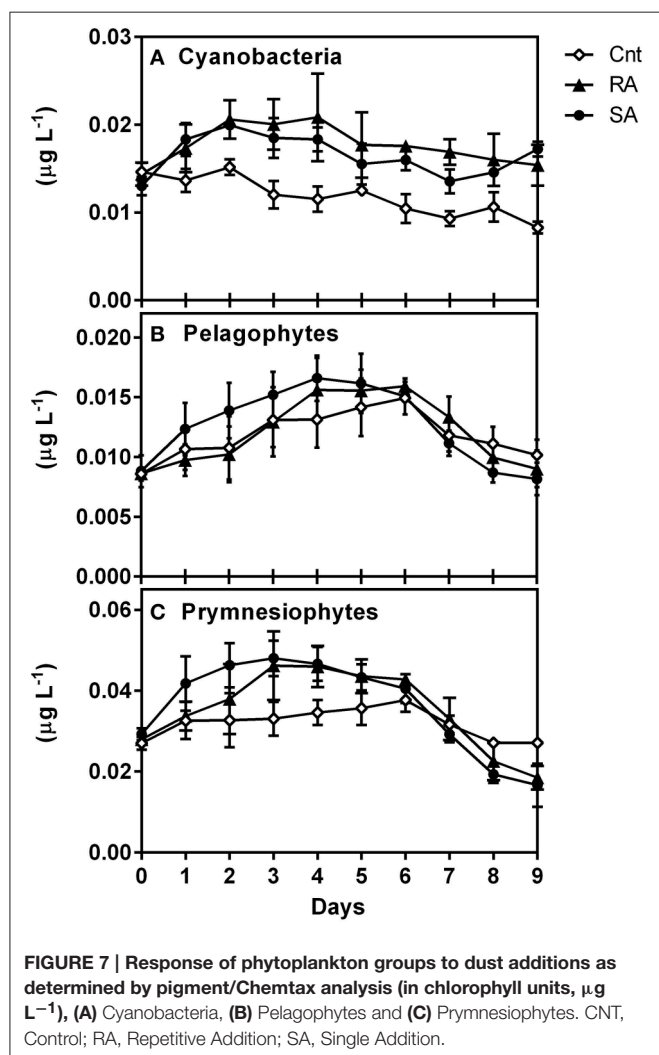 A Cyanobacteria
Cnt
RA
SA
(µg L-1)
0.03
0.02
0.01
0.00
B Pelagophytes
(µg L-1)
0.020
0.015
0.010
0.005
0.000
C Prymnesiophytes
(µg L-1)
0.06
0.04
0.02
0.00
0 1 2 3 4 5 6 7 8 9
Days
FIGURE 7 | Response of phytoplankton groups to dust additions as
determined by pigment/Chemtax analysis (in chlorophyll units, µg
L−1), (A) Cyanobacteria, (B) Pelagophytes and (C) Prymnesiophytes. CNT,
Control; RA, Repetitive Addition; SA, Single Addition.